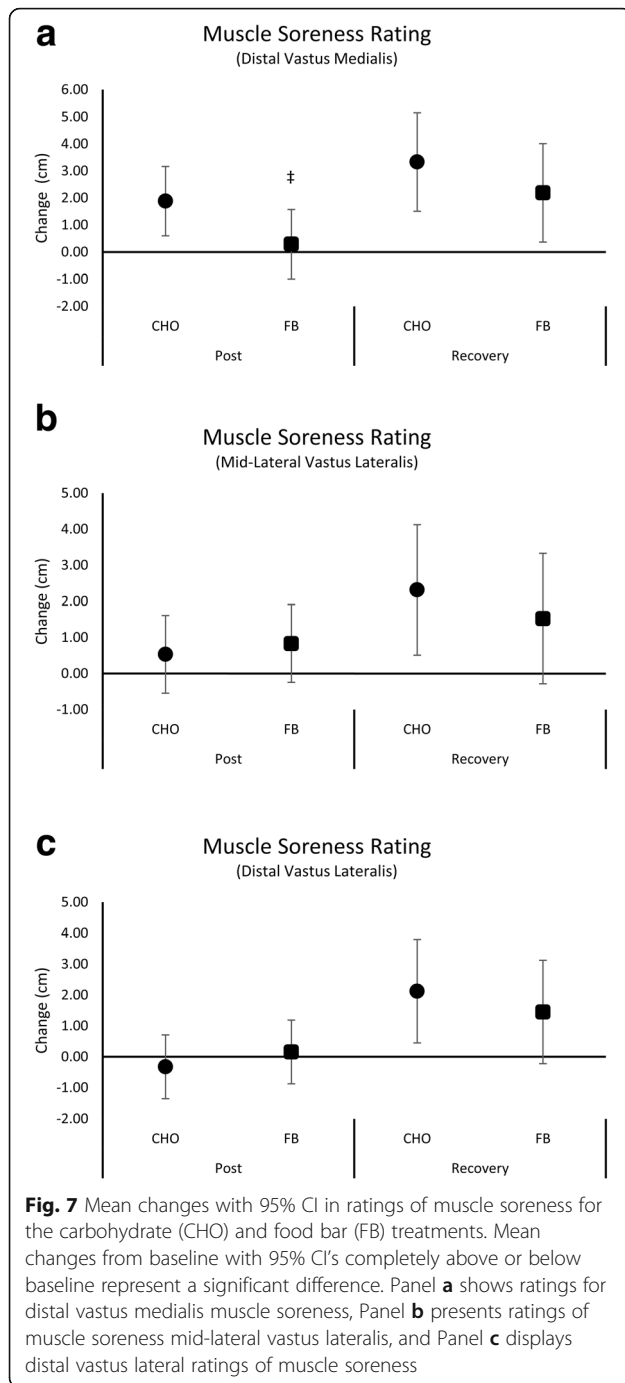 a
Muscle Soreness Rating
(Distal Vastus Medialis)
6.00
5.00
4.00
3.00
2.00
1.00
0.00
-1.00
-2.00
Change (cm)
‡
CHO FB CHO FB
Post Recovery
b
Muscle Soreness Rating
(Mid-Lateral Vastus Lateralis)
5.00
4.00
3.00
2.00
1.00
0.00
-1.00
Change (cm)
CHO FB CHO FB
Post Recovery
c
Muscle Soreness Rating
(Distal Vastus Lateralis)
5.00
4.00
3.00
2.00
1.00
0.00
-1.00
-2.00
Change (cm)
CHO FB CHO FB
Post Recovery
Fig. 7 Mean changes with 95% CI in ratings of muscle soreness for
the carbohydrate (CHO) and food bar (FB) treatments. Mean
changes from baseline with 95% CI's completely above or below
baseline represent a significant difference. Panel a shows ratings for
distal vastus medialis muscle soreness, Panel b presents ratings of
muscle soreness mid-lateral vastus lateralis, and Panel c displays
distal vastus lateral ratings of muscle soreness